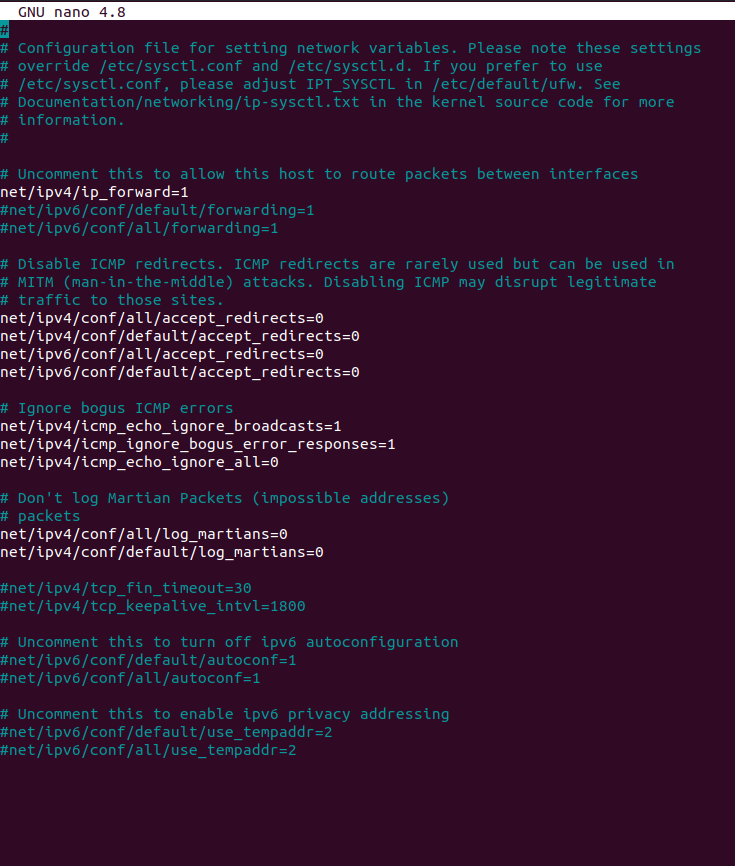 GNU nano 4.8
#
# Configuration file for setting network variables. Please note these settings
# override /etc/sysctl.conf and /etc/sysctl.d. If you prefer to use
# /etc/sysctl.conf, please adjust IPT_SYSCTL in /etc/default/ufw. See
# Documentation/networking/ip-sysctl.txt in the kernel source code for more
# information.
#
# Uncomment this to allow this host to route packets between interfaces
net/ipv4/ip_forward=1
#net/ipv6/conf/default/forwarding=1
#net/ipv6/conf/all/forwarding=1
# Disable ICMP redirects. ICMP redirects are rarely used but can be used in
# MITM (man-in-the-middle) attacks. Disabling ICMP may disrupt legitimate
# traffic to those sites.
net/ipv4/conf/all/accept_redirects=0
net/ipv4/conf/default/accept_redirects=0
net/ipv6/conf/all/accept_redirects=0
net/ipv6/conf/default/accept_redirects=0
# Ignore bogus ICMP errors
net/ipv4/icmp_echo_ignore_broadcasts=1
net/ipv4/icmp_ignore_bogus_error_responses=1
net/ipv4/icmp_echo_ignore_all=0
# Don't log Martian Packets (impossible addresses)
# packets
net/ipv4/conf/all/log_martians=0
net/ipv4/conf/default/log_martians=0
#net/ipv4/tcp_fin_timeout=30
#net/ipv4/tcp_keepalive_intvl=1800
# Uncomment this to turn off ipv6 autoconfiguration
#net/ipv6/conf/default/autoconf=1
#net/ipv6/conf/all/autoconf=1
# Uncomment this to enable ipv6 privacy addressing
#net/ipv6/conf/default/use_tempaddr=2
#net/ipv6/conf/all/use_tempaddr=2